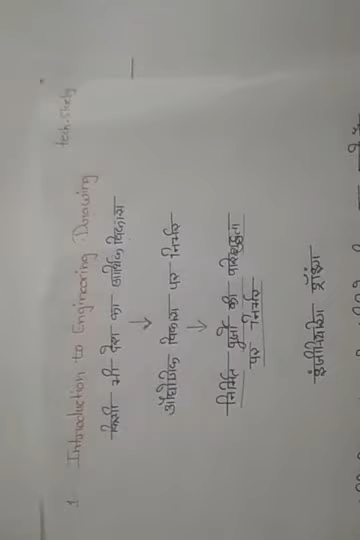 1. Introduction to Engineering Drawing
tech.study
किसी भी देश का आर्थिक विकास
↓
औद्योगिक विकास पर निर्भर
↓
निर्मित पुर्जो की परिशुद्धता
पर निर्भर
इंजीनियरिंग ड्रॉइंग